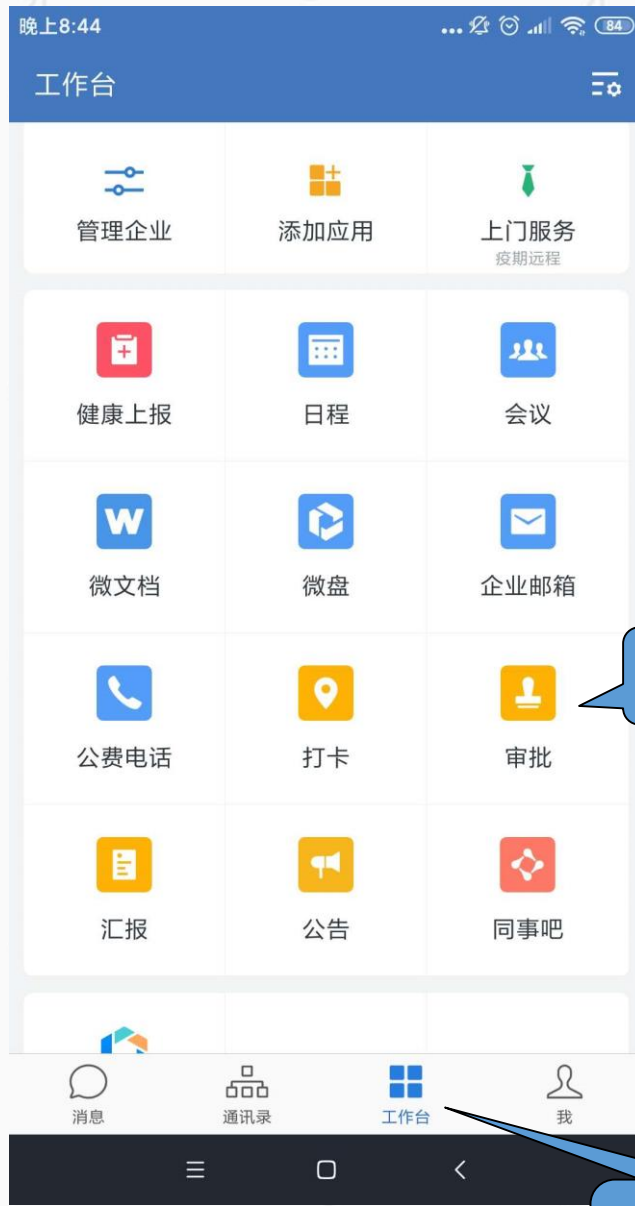 晚上8:44
84
工作台
管理企业
添加应用
上门服务
疫期远程
健康上报
日程
会议
W
微文档
微盘
企业邮箱
公费电话
打卡
审批
汇报
公告
同事吧
消息
通讯录
工作台
我